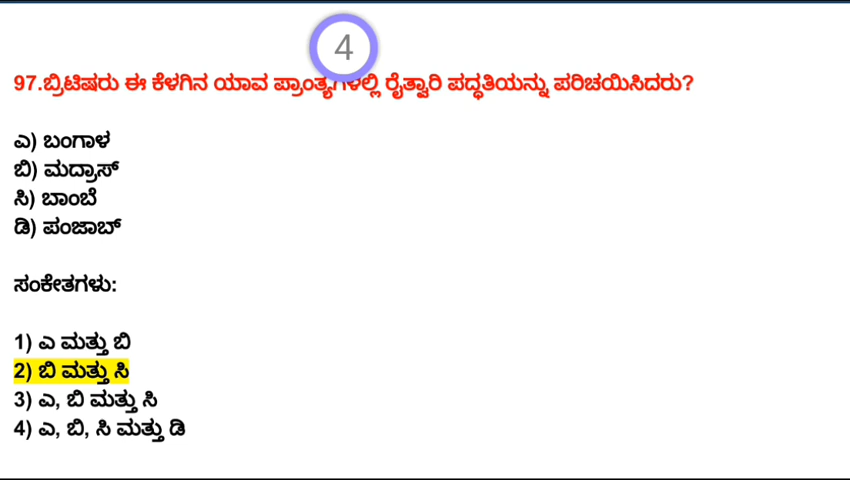 4
97.ಬ್ರಿಟಿಷರು ಈ ಕೆಳಗಿನ ಯಾವ ಪ್ರಾಂತ್ಯಗಳಲ್ಲಿ ರೈತ್ವಾರಿ ಪದ್ಧತಿಯನ್ನು ಪರಿಚಯಿಸಿದರು?
ಎ) ಬಂಗಾಳ
ಬಿ) ಮದ್ರಾಸ್
ಸಿ) ಬಾಂಬೆ
ಡಿ) ಪಂಜಾಬ್
ಸಂಕೇತಗಳು:
1) ಎ ಮತ್ತು ಬಿ
2) ಬಿ ಮತ್ತು ಸಿ
3) ಎ, ಬಿ ಮತ್ತು ಸಿ
4) ಎ, ಬಿ, ಸಿ ಮತ್ತು ಡಿ